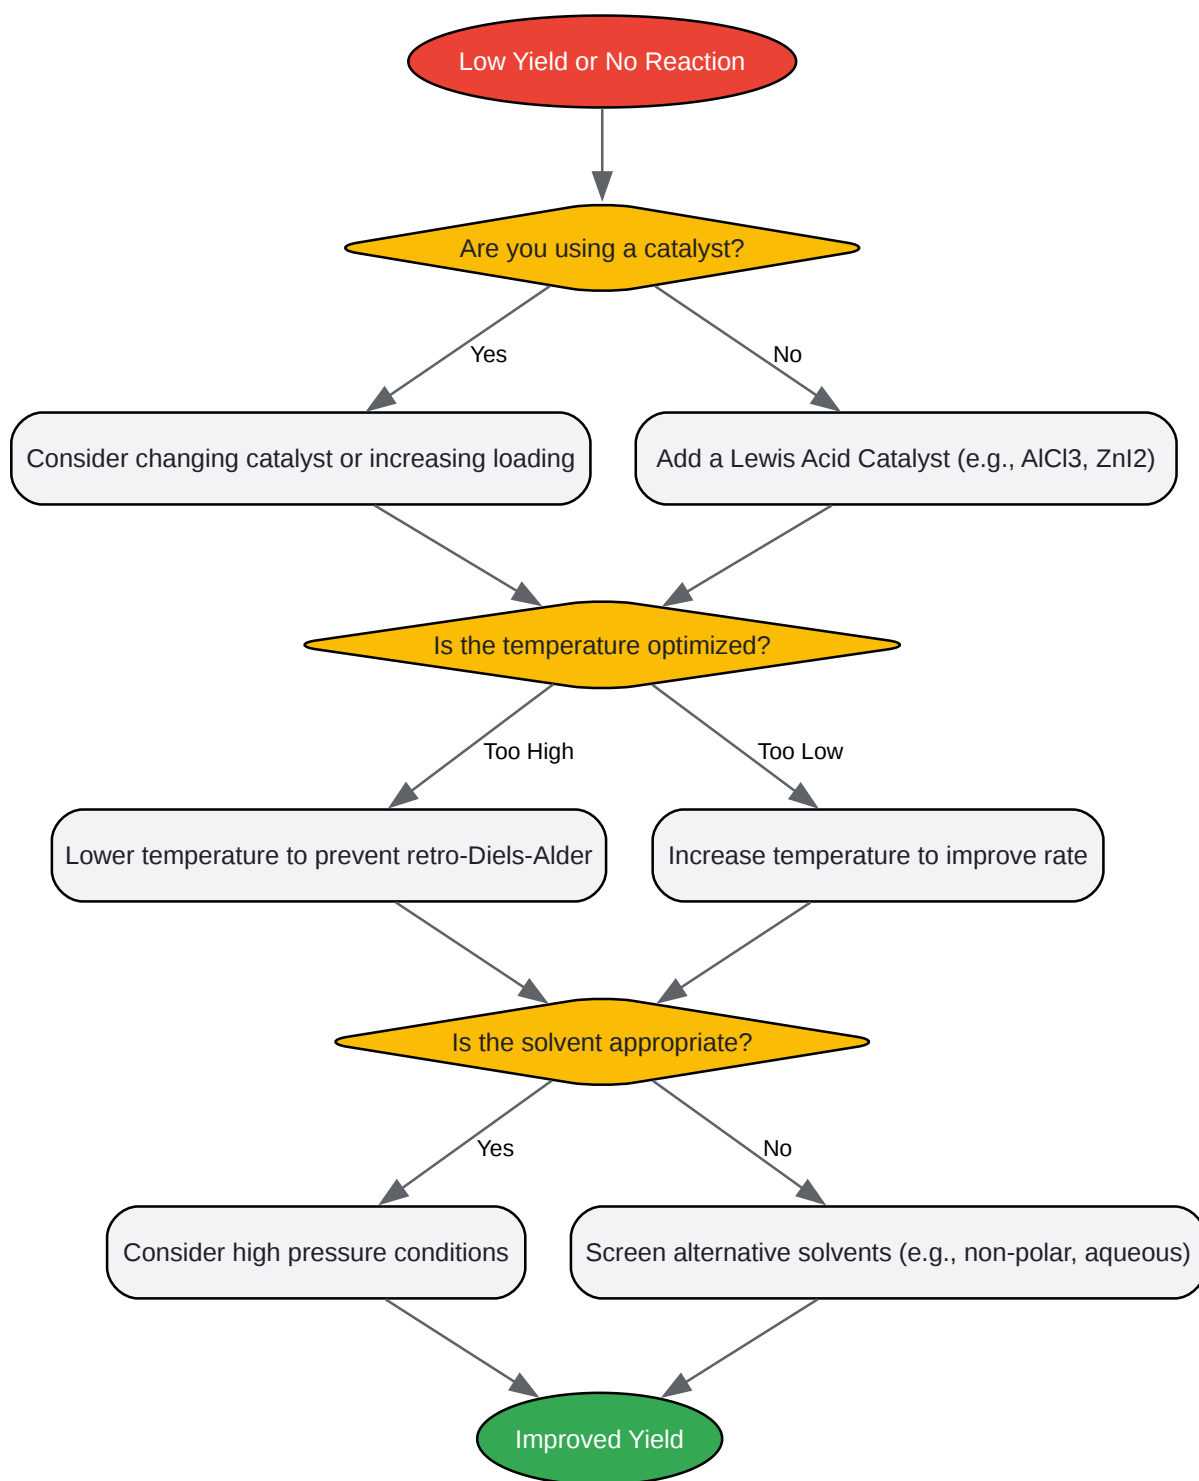 Low Yield or No Reaction
Are you using a catalyst?
Yes
No
Consider changing catalyst or increasing loading
Add a Lewis Acid Catalyst (e.g., AlCl3, ZnI2)
Is the temperature optimized?
Too High
Too Low
Lower temperature to prevent retro-Diels-Alder
Increase temperature to improve rate
Is the solvent appropriate?
Yes
No
Consider high pressure conditions
Screen alternative solvents (e.g., non-polar, aqueous)
Improved Yield